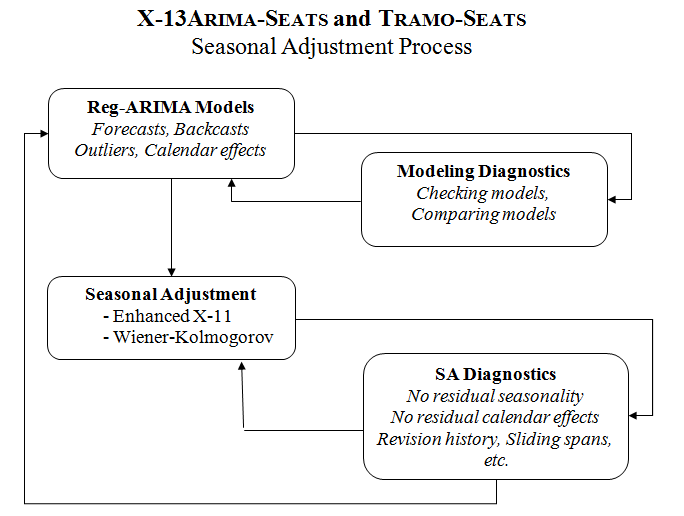 X-13ARIMA-SEATS and TRAMO-SEATS
Seasonal Adjustment Process
Reg-ARIMA Models
Forecasts, Backcasts
Outliers, Calendar effects
Modeling Diagnostics
Checking models,
Comparing models
Seasonal Adjustment
- Enhanced X-11
- Wiener-Kolmogorov
SA Diagnostics
No residual seasonality
No residual calendar effects
Revision history, Sliding spans,
etc.